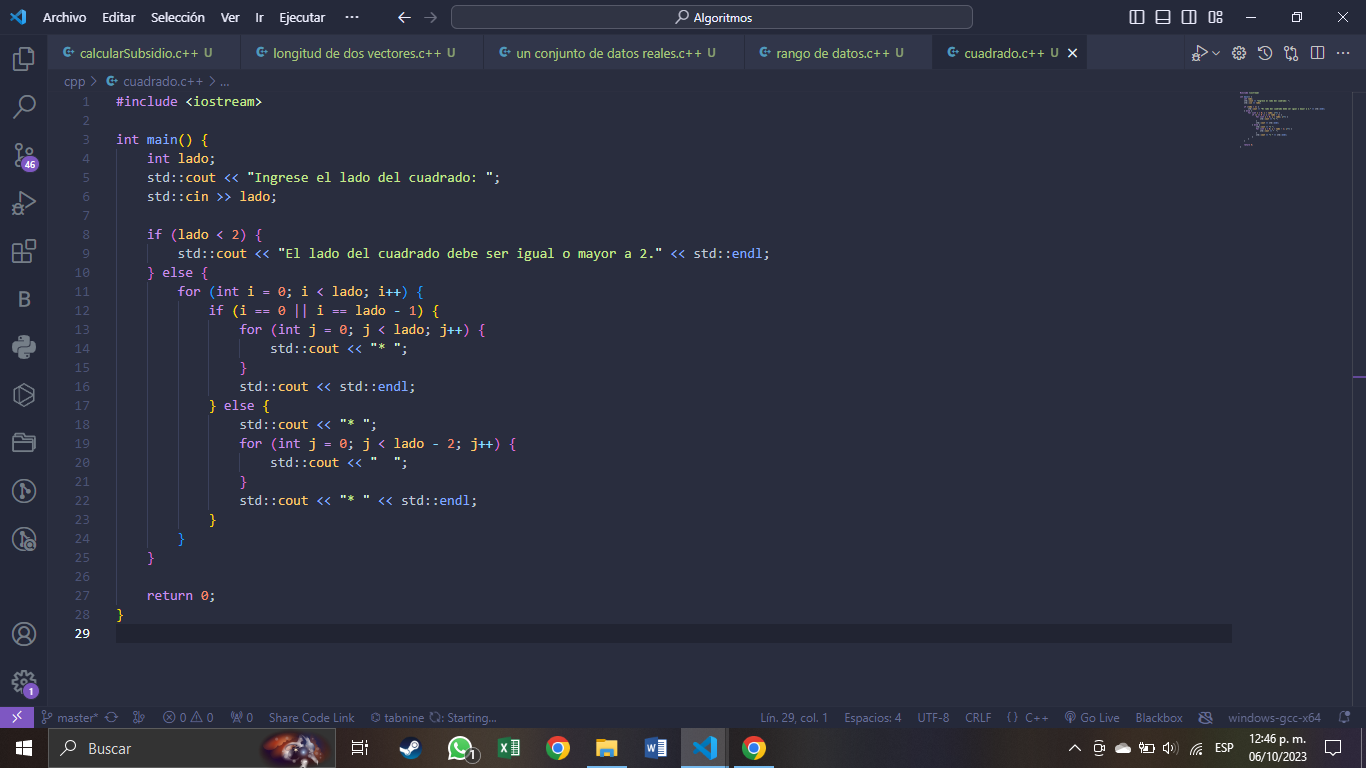 Archivo Editar Selección Ver Ir Ejecutar ··· Algoritmos
calcularSubsidio.c++ U longitud de dos vectores.c++ U un conjunto de datos reales.c++ U rango de datos.c++ U cuadrado.c++ U
cpp > cuadrado.c++ > ...
1 #include <iostream>
2
3 int main() {
4     int lado;
5     std::cout << "Ingrese el lado del cuadrado: ";
6     std::cin >> lado;
7
8     if (lado < 2) {
9         std::cout << "El lado del cuadrado debe ser igual o mayor a 2." << std::endl;
10     } else {
11         for (int i = 0; i < lado; i++) {
12             if (i == 0 || i == lado - 1) {
13                 for (int j = 0; j < lado; j++) {
14                     std::cout << "* ";
15                 }
16                 std::cout << std::endl;
17             } else {
18                 std::cout << "* ";
19                 for (int j = 0; j < lado - 2; j++) {
20                     std::cout << "  ";
21                 }
22                 std::cout << "* " << std::endl;
23             }
24         }
25     }
26
27     return 0;
28 }
29
46
B
1
master* 0 0 0 Share Code Link tabnine : Starting... Lín. 29, col. 1 Espacios: 4 UTF-8 CRLF {} C++ Go Live Blackbox windows-gcc-x64
Buscar 1 ESP 12:46 p. m.
06/10/2023